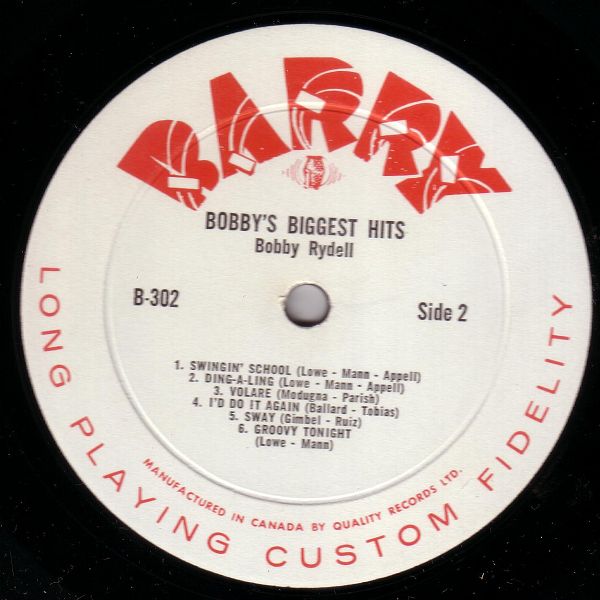 BARRY
BOBBY'S BIGGEST HITS
Bobby Rydell
B-302
Side 2
1. SWINGIN' SCHOOL (Lowe - Mann - Appell)
2. DING-A-LING (Lowe - Mann - Appell)
3. VOLARE (Modugna - Parish)
4. I'D DO IT AGAIN (Ballard - Tobias)
5. SWAY (Gimbel - Ruiz)
6. GROOVY TONIGHT
(Lowe - Mann)
MANUFACTURED IN CANADA BY QUALITY RECORDS LTD.
LONG PLAYING CUSTOM FIDELITY